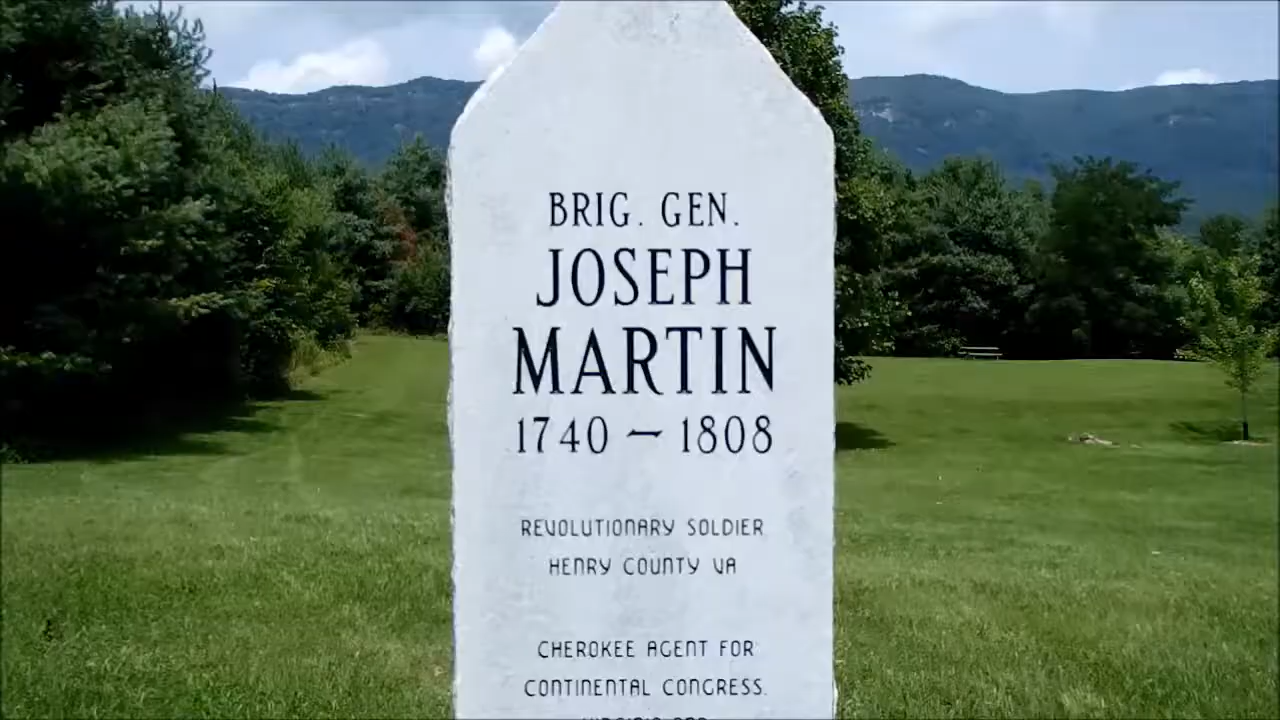 BRIG. GEN.
JOSEPH
MARTIN
1740 – 1808
REVOLUTIONARY SOLDIER
HENRY COUNTY VA
CHEROKEE AGENT FOR
CONTINENTAL CONGRESS.